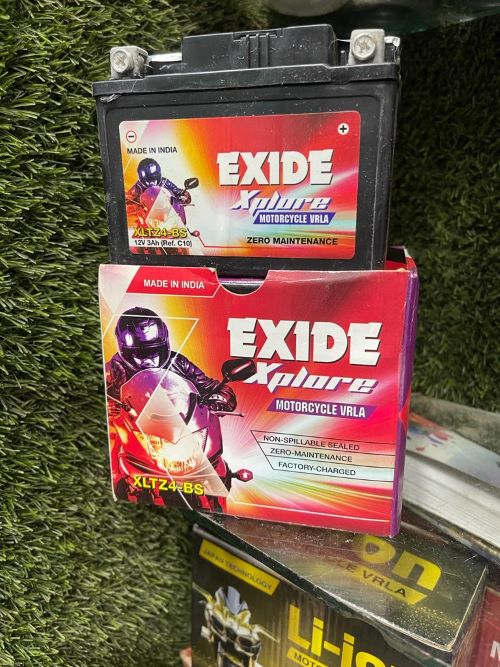 MADE IN INDIA
EXIDE
Xplore
MOTORCYCLE VRLA
XLTZ4-BS
12V 3Ah (Ref. C10)
ZERO MAINTENANCE
MADE IN INDIA
EXIDE
Xplore
MOTORCYCLE VRLA
NON-SPILLABLE SEALED
ZERO-MAINTENANCE
FACTORY-CHARGED
XLTZ4-BS
JAPAN TECHNOLOGY
VRLA
Li-i